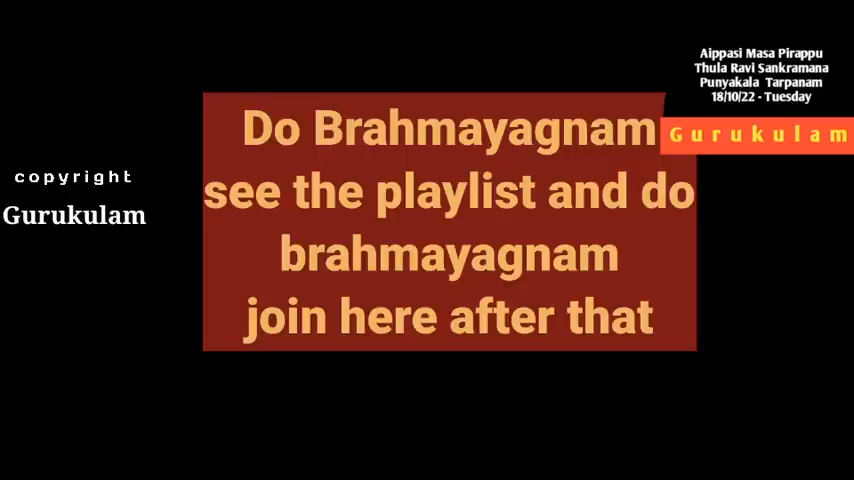 Aippasi Masa Pirappu
Thula Ravi Sankramana
Punyakala Tarpanam
18/10/22 - Tuesday
Gurukulam
Do Brahmayagnam
see the playlist and do
brahmayagnam
join here after that
copyright
Gurukulam